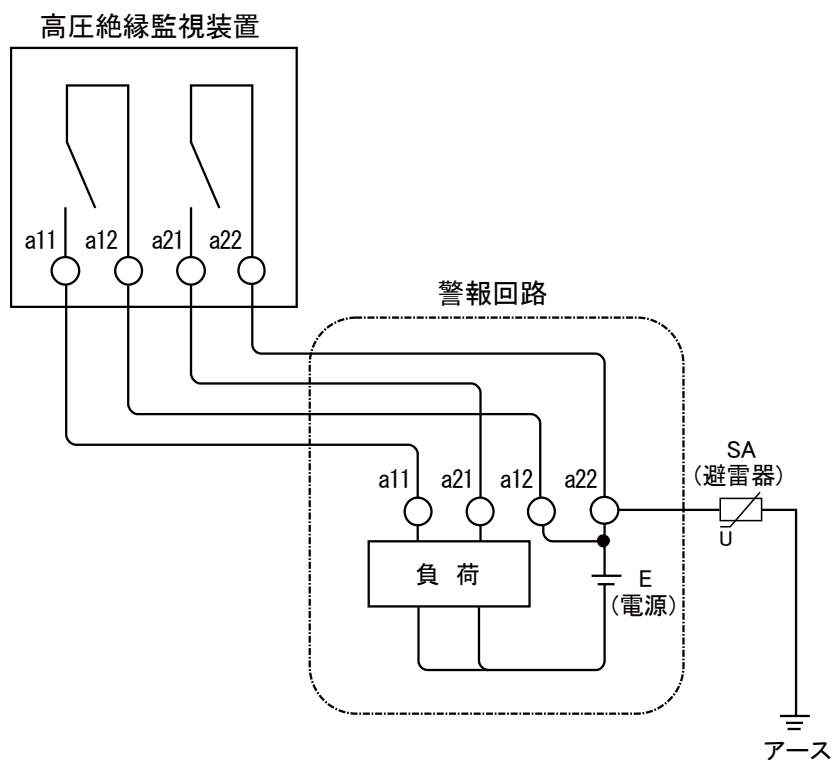 高圧絶縁監視装置
a11 a12 a21 a22
警報回路
a11 a21 a12 a22
SA
(避雷器)
U
負 荷
E
(電源)
アース